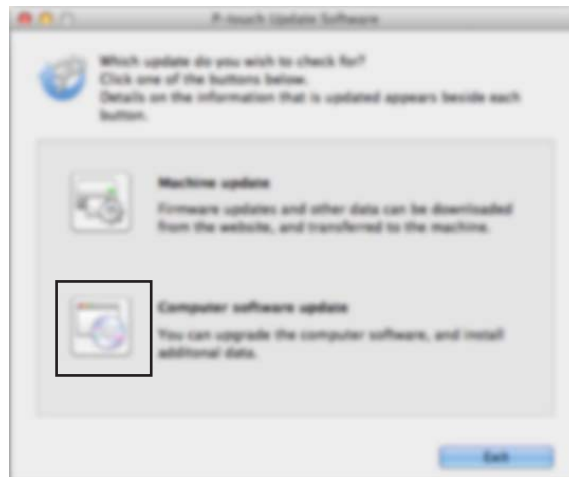 P-touch Update Software
Which update do you wish to check for?
Click one of the buttons below.
Details on the information that is updated appears beside each
button.
Machine update
Firmware updates and other data can be downloaded
from the website, and transferred to the machine.
Computer software update
You can upgrade the computer software, and install
additonal data.
Exit